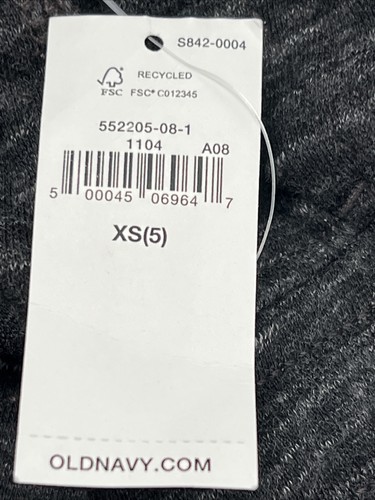 S842-0004
RECYCLED
FSC FSC® C012345
552205-08-1
1104 A08
5 00045 06964 7
XS(5)
OLDNAVY.COM